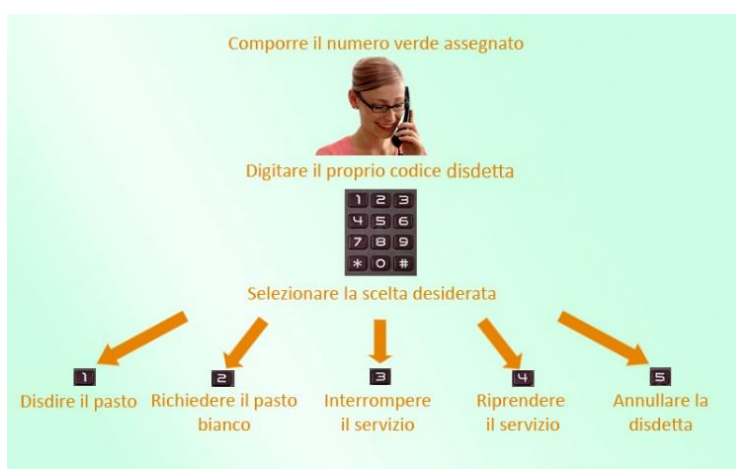 Comporre il numero verde assegnato
Digitare il proprio codice disdetta
1 2 3
4 5 6
7 8 9
* 0 #
Selezionare la scelta desiderata
1
Disdire il pasto
2
Richiedere il pasto
bianco
3
Interrompere
il servizio
4
Riprendere
il servizio
5
Annullare la
disdetta